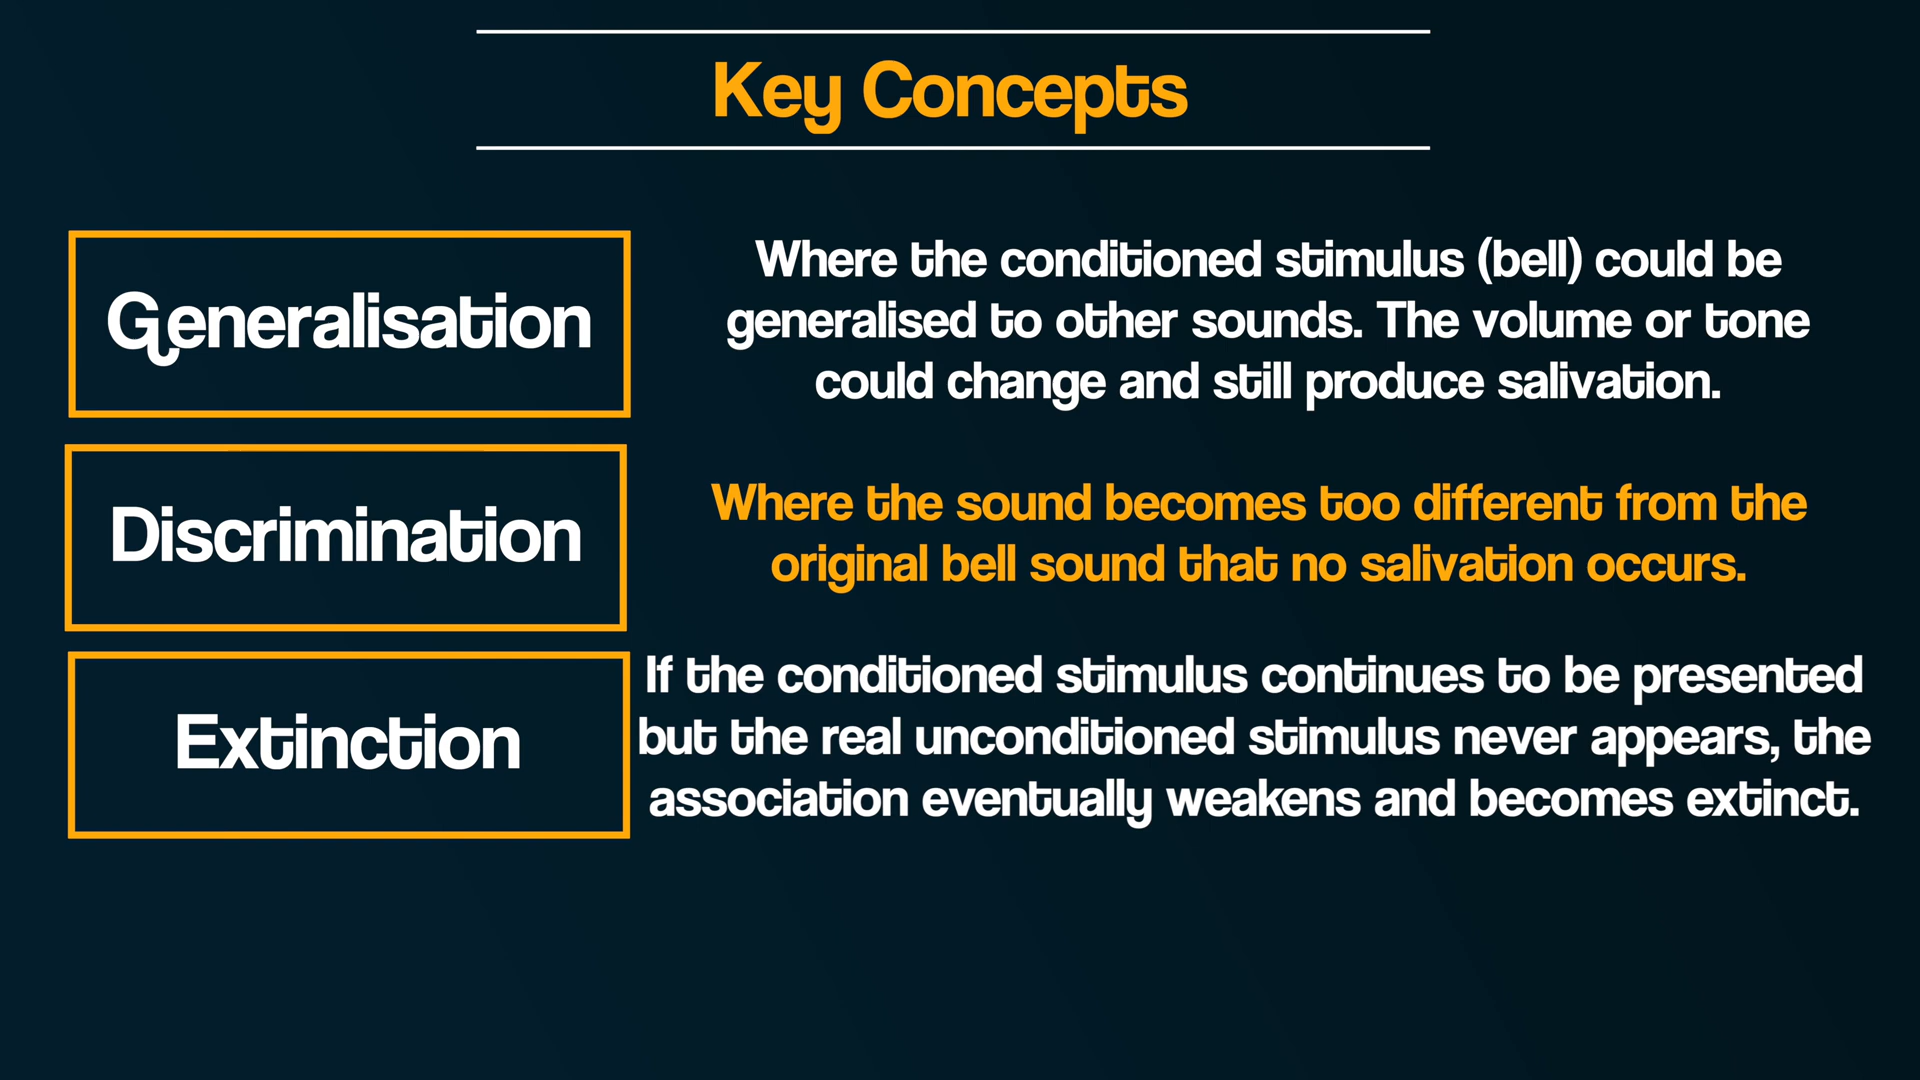 Key Concepts
Generalisation
Where the conditioned stimulus (bell) could be
generalised to other sounds. The volume or tone
could change and still produce salivation.
Discrimination
Where the sound becomes too different from the
original bell sound that no salivation occurs.
Extinction
If the conditioned stimulus continues to be presented
but the real unconditioned stimulus never appears, the
association eventually weakens and becomes extinct.